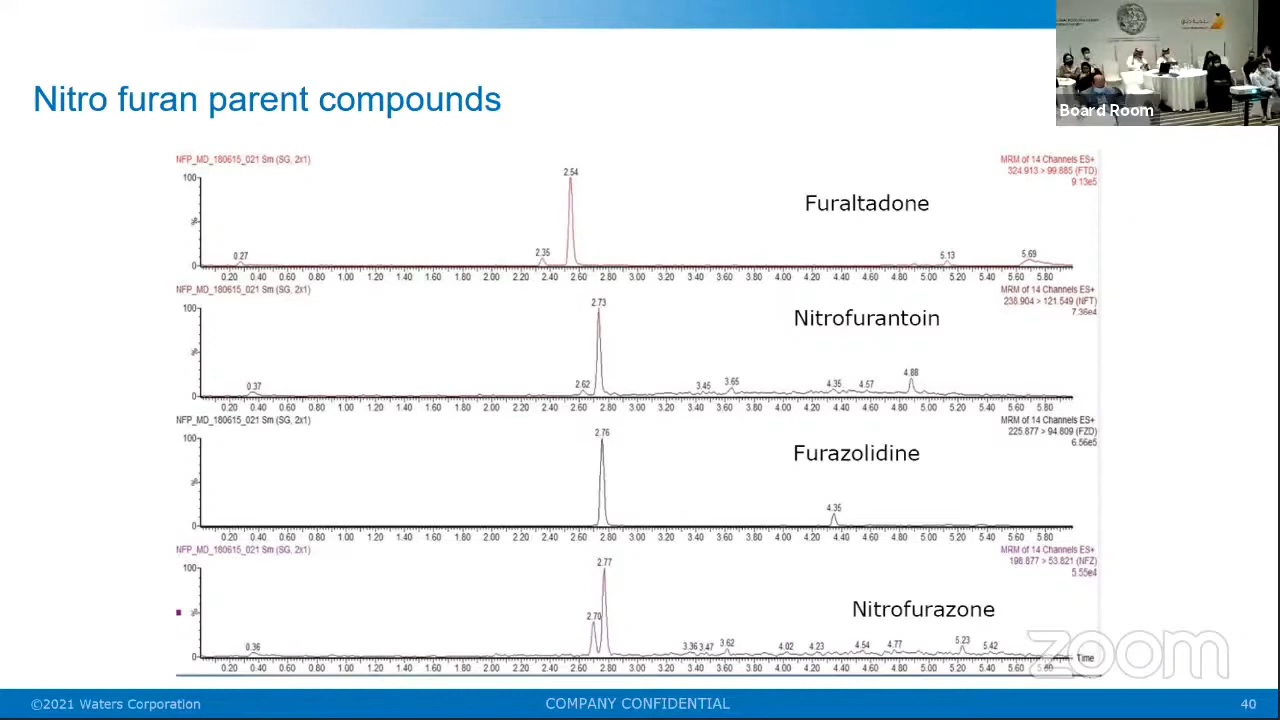 Nitro furan parent compounds
Board Room
NFP_MD_180615_021 Sm (SG, 2x1)
MRM of 14 Channels ES+
324.913 > 99.885 (FTD)
9.13e5
100
2.54
Furaltadone
%
0.27
2.35
5.13
5.69
0
0.20 0.40 0.60 0.80 1.00 1.20 1.40 1.60 1.80 2.00 2.20 2.40 2.60 2.80 3.00 3.20 3.40 3.60 3.80 4.00 4.20 4.40 4.60 4.80 5.00 5.20 5.40 5.60 5.80
NFP_MD_180615_021 Sm (SG, 2x1)
MRM of 14 Channels ES+
238.904 > 121.549 (NFT)
7.36e4
100
2.73
Nitrofurantoin
%
0.37
2.62
3.45
3.65
4.35
4.57
4.88
0
0.20 0.40 0.60 0.80 1.00 1.20 1.40 1.60 1.80 2.00 2.20 2.40 2.60 2.80 3.00 3.20 3.40 3.60 3.80 4.00 4.20 4.40 4.60 4.80 5.00 5.20 5.40 5.60 5.80
NFP_MD_180615_021 Sm (SG, 2x1)
MRM of 14 Channels ES+
225.877 > 94.809 (FZD)
6.56e5
100
2.76
Furazolidine
%
4.35
0
0.20 0.40 0.60 0.80 1.00 1.20 1.40 1.60 1.80 2.00 2.20 2.40 2.60 2.80 3.00 3.20 3.40 3.60 3.80 4.00 4.20 4.40 4.60 4.80 5.00 5.20 5.40 5.60 5.80
NFP_MD_180615_021 Sm (SG, 2x1)
MRM of 14 Channels ES+
198.877 > 53.821 (NFZ)
5.55e4
100
2.77
Nitrofurazone
%
2.70
0.36
3.36 3.47 3.62
4.02
4.23
4.54
4.77
5.23
5.42
0
Time
0.20 0.40 0.60 0.80 1.00 1.20 1.40 1.60 1.80 2.00 2.20 2.40 2.60 2.80 3.00 3.20 3.40 3.60 3.80 4.00 4.20 4.40 4.60 4.80 5.00 5.20 5.40 5.60 5.80
zoom
©2021 Waters Corporation
COMPANY CONFIDENTIAL
40